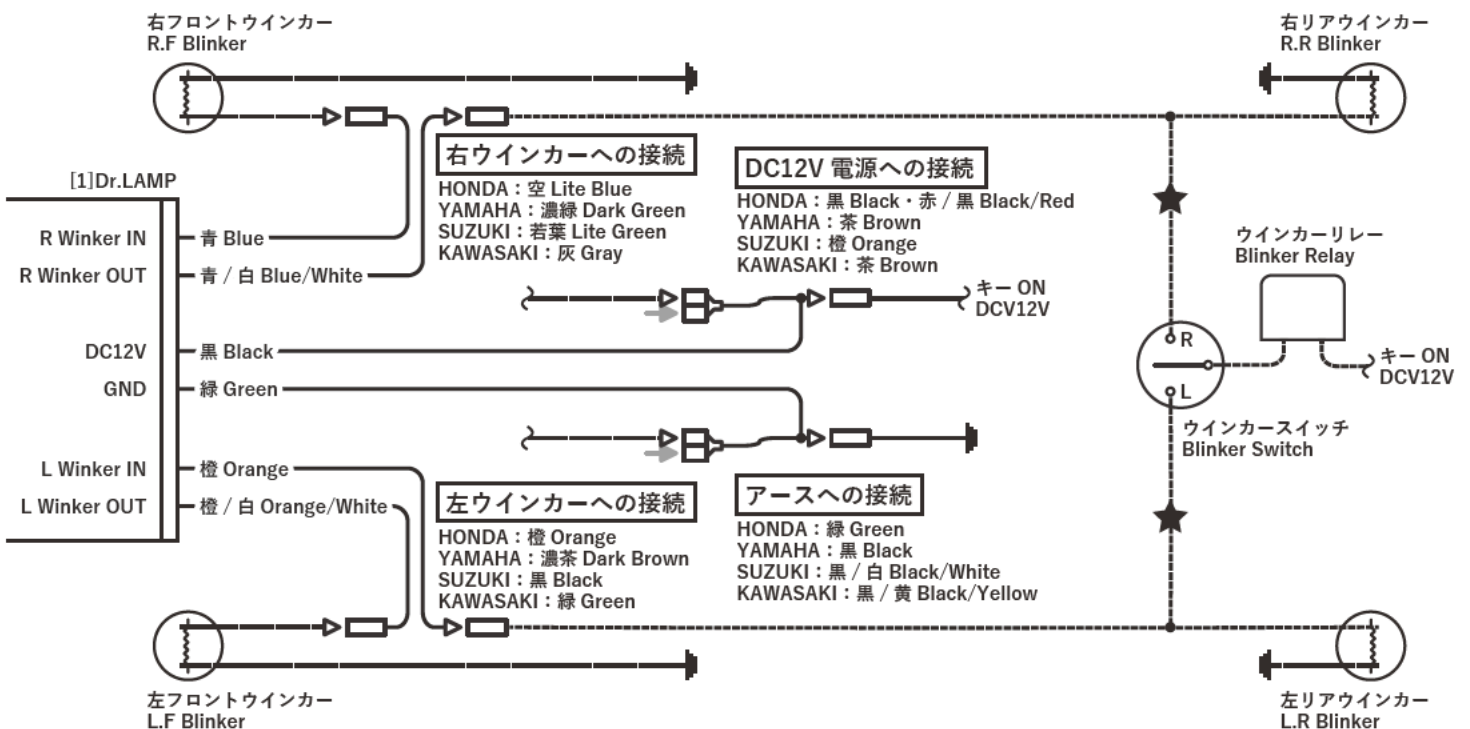 右フロントウインカー
R.F Blinker
右リアウインカー
R.R Blinker
[1]Dr.LAMP
R Winker IN
青 Blue
R Winker OUT
青 / 白 Blue/White
DC12V
黒 Black
GND
緑 Green
L Winker IN
橙 Orange
L Winker OUT
橙 / 白 Orange/White
右ウインカーへの接続
HONDA：空 Lite Blue
YAMAHA：濃緑 Dark Green
SUZUKI：若葉 Lite Green
KAWASAKI：灰 Gray
DC12V 電源への接続
HONDA：黒 Black・赤 / 黒 Black/Red
YAMAHA：茶 Brown
SUZUKI：橙 Orange
KAWASAKI：茶 Brown
キー ON
DCV12V
ウインカーリレー
Blinker Relay
R
L
キー ON
DCV12V
ウインカースイッチ
Blinker Switch
左ウインカーへの接続
HONDA：橙 Orange
YAMAHA：濃茶 Dark Brown
SUZUKI：黒 Black
KAWASAKI：緑 Green
アースへの接続
HONDA：緑 Green
YAMAHA：黒 Black
SUZUKI：黒 / 白 Black/White
KAWASAKI：黒 / 黄 Black/Yellow
左フロントウインカー
L.F Blinker
左リアウインカー
L.R Blinker